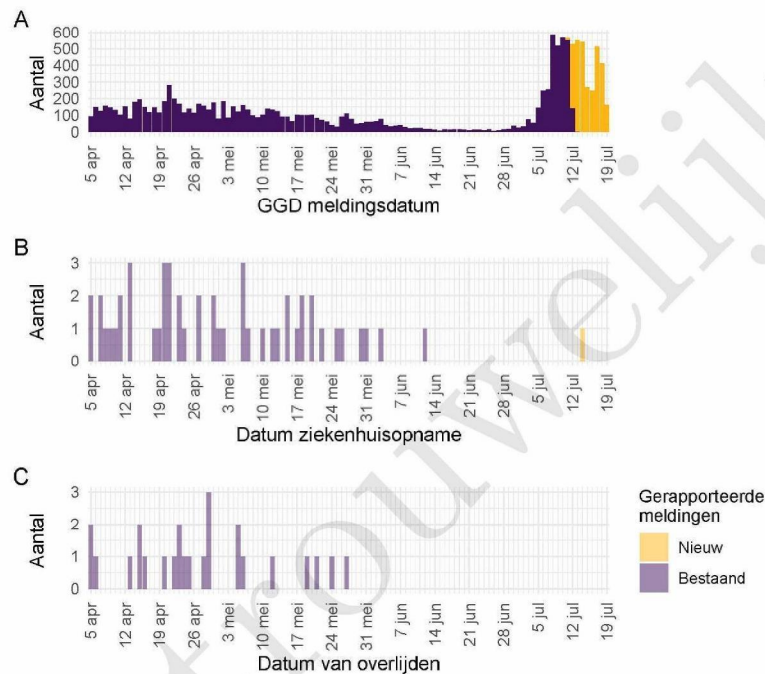 A
Aantal
600
500
400
300
200
100
0
5 apr
12 apr
19 apr
26 apr
3 mei
10 mei
17 mei
24 mei
31 mei
7 jun
14 jun
21 jun
28 jun
5 jul
12 jul
19 jul
GGD meldingsdatum
B
Aantal
3
2
1
0
5 apr
12 apr
19 apr
26 apr
3 mei
10 mei
17 mei
24 mei
31 mei
7 jun
14 jun
21 jun
28 jun
5 jul
12 jul
19 jul
Datum ziekenhuisopname
C
Aantal
3
2
1
0
5 apr
12 apr
19 apr
26 apr
3 mei
10 mei
17 mei
24 mei
31 mei
7 jun
14 jun
21 jun
28 jun
5 jul
12 jul
19 jul
Datum van overlijden
Gerapporteerde
meldingen
Nieuw
Bestaand
trouwelij